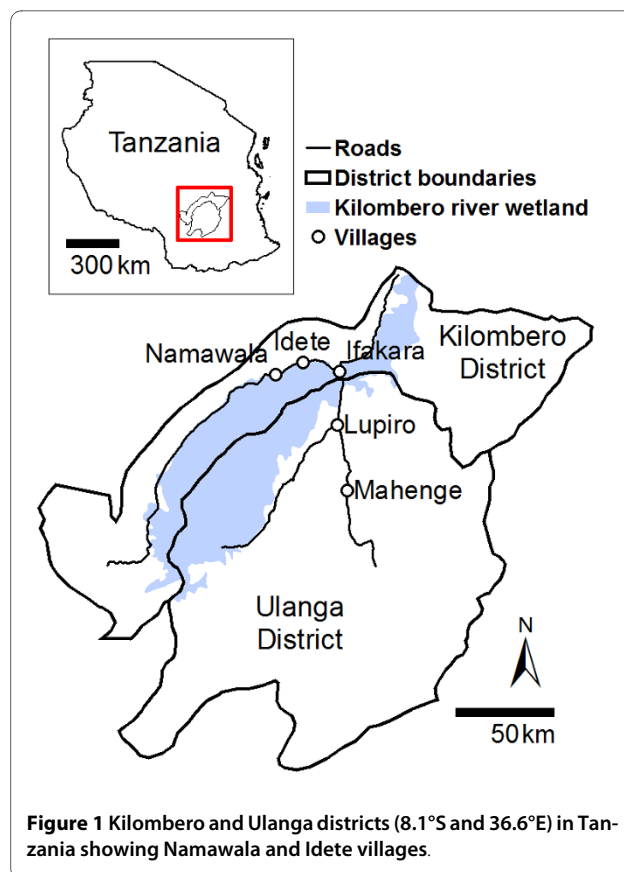 Tanzania
300 km
Roads
District boundaries
Kilombero river wetland
Villages
Kilombero
District
Idete
Namawala
Ifakara
Lupiro
Mahenge
Ulanga
District
N
50 km
Figure 1 Kilombero and Ulanga districts (8.1°S and 36.6°E) in Tan-
zania showing Namawala and Idete villages.